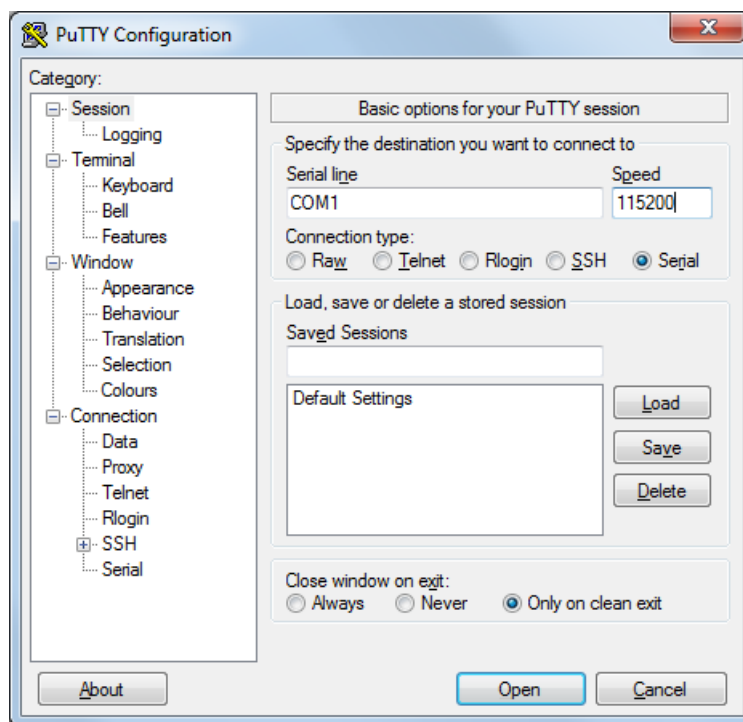 PuTTY Configuration
Category:
Session
Logging
Terminal
Keyboard
Bell
Features
Window
Appearance
Behaviour
Translation
Selection
Colours
Connection
Data
Proxy
Telnet
Rlogin
SSH
Serial
Basic options for your PuTTY session
Specify the destination you want to connect to
Serial line Speed
COM1 115200
Connection type:
Raw Telnet Rlogin SSH Serial
Load, save or delete a stored session
Saved Sessions
Default Settings
Load
Save
Delete
Close window on exit:
Always Never Only on clean exit
About Open Cancel